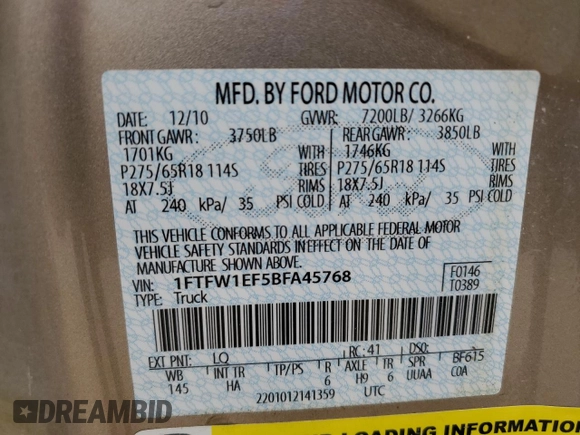 MFD. BY FORD MOTOR CO.
DATE: 12/10 GVWR: 7200LB/ 3266KG
FRONT GAWR: 3750LB REAR GAWR: 3850LB
1701KG WITH 1746KG WITH
P275/65R18 114S TIRES P275/65R18 114S TIRES
18X7.5J RIMS 18X7.5J RIMS
AT 240 kPa/ 35 PSI COLD AT 240 kPa/ 35 PSI COLD
THIS VEHICLE CONFORMS TO ALL APPLICABLE FEDERAL MOTOR
VEHICLE SAFETY STANDARDS IN EFFECT ON THE DATE OF
MANUFACTURE SHOWN ABOVE.
VIN: 1FTFW1EF5BFA45768 F0146
TYPE: Truck T0389
EXT PNT: LQ RC: 41 DSO:
WB INT TR TP/PS R AXLE TR SPR BF615
145 HA 6 H9 6 UUAA COA
2201012141359 UTC
DREAMBID
LOADING INFORMATION